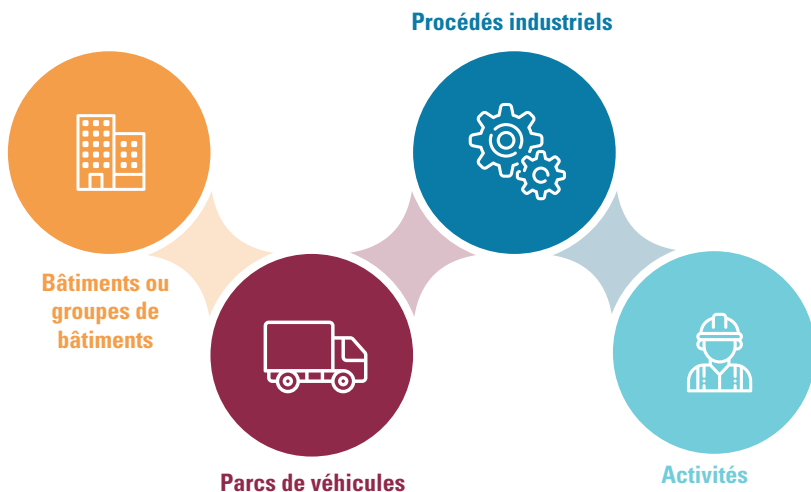 Procédés industriels
Bâtiments ou
groupes de
bâtiments
Parcs de véhicules
Activités